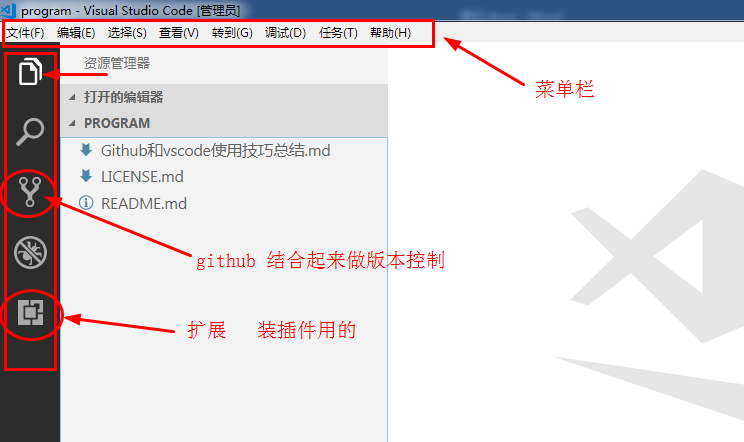 program - Visual Studio Code [管理员]
文件(F) 编辑(E) 选择(S) 查看(V) 转到(G) 调试(D) 任务(T) 帮助(H)
资源管理器
菜单栏
打开的编辑器
PROGRAM
Github和vscode使用技巧总结.md
LICENSE.md
README.md
github 结合起来做版本控制
扩展 装插件用的